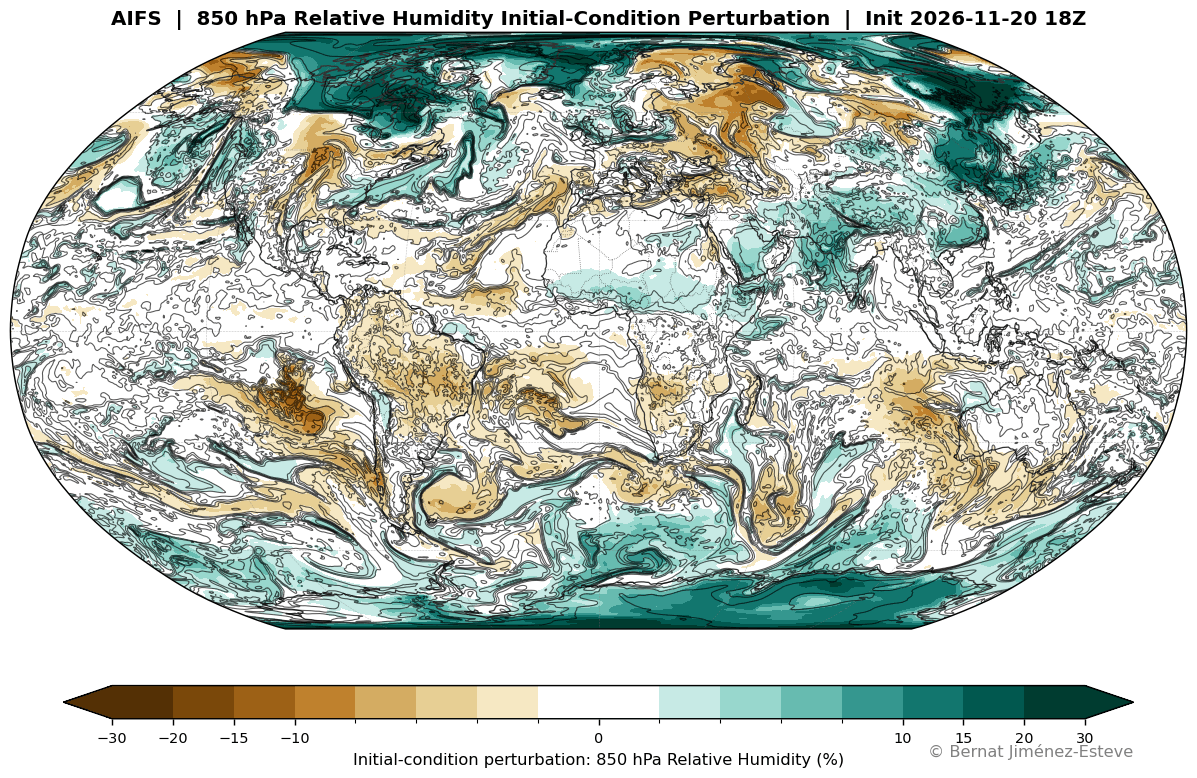 AIFS | 850 hPa Relative Humidity Initial-Condition Perturbation | Init 2026-11-20 18Z
−30 −20 −15 −10 0 10 15 20 30
Initial-condition perturbation: 850 hPa Relative Humidity (%)
© Bernat Jiménez-Esteve